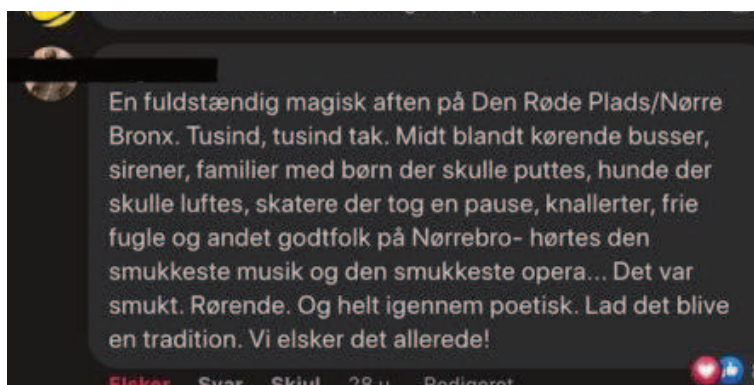 En fuldstændig magisk aften på Den Røde Plads/Nørre
Bronx. Tusind, tusind tak. Midt blandt kørende busser,
sirener, familier med børn der skulle puttes, hunde der
skulle luftes, skatere der tog en pause, knallerter, frie
fugle og andet godtfolk på Nørrebro- hørtes den
smukkeste musik og den smukkeste opera... Det var
smukt. Rørende. Og helt igennem poetisk. Lad det blive
en tradition. Vi elsker det allerede!
Elsker Svar Skjul 28 u Redigeret